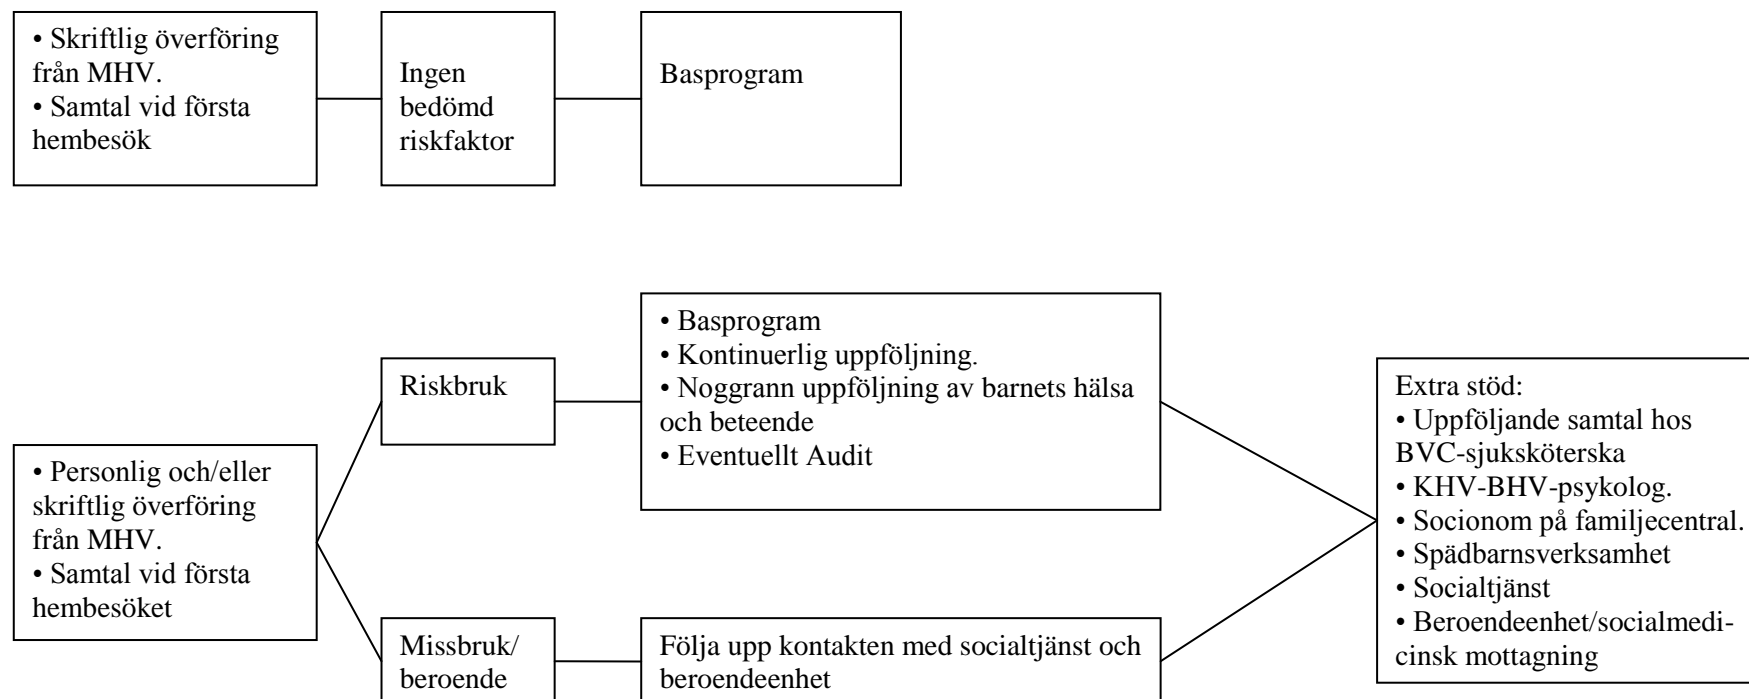 • Skriftlig överföring
från MHV.
• Samtal vid första
hembesök
Ingen
bedömd
riskfaktor
Basprogram
• Personlig och/eller
skriftlig överföring
från MHV.
• Samtal vid första
hembesöket
Riskbruk
• Basprogram
• Kontinuerlig uppföljning.
• Noggrann uppföljning av barnets hälsa
och beteende
• Eventuellt Audit
Missbruk/
beroende
Följa upp kontakten med socialtjänst och
beroendeenhet
Extra stöd:
• Uppföljande samtal hos
BVC-sjuksköterska
• KHV-BHV-psykolog.
• Socionom på familjecentral.
• Spädbarnsverksamhet
• Socialtjänst
• Beroendeenhet/socialmedi-
cinsk mottagning